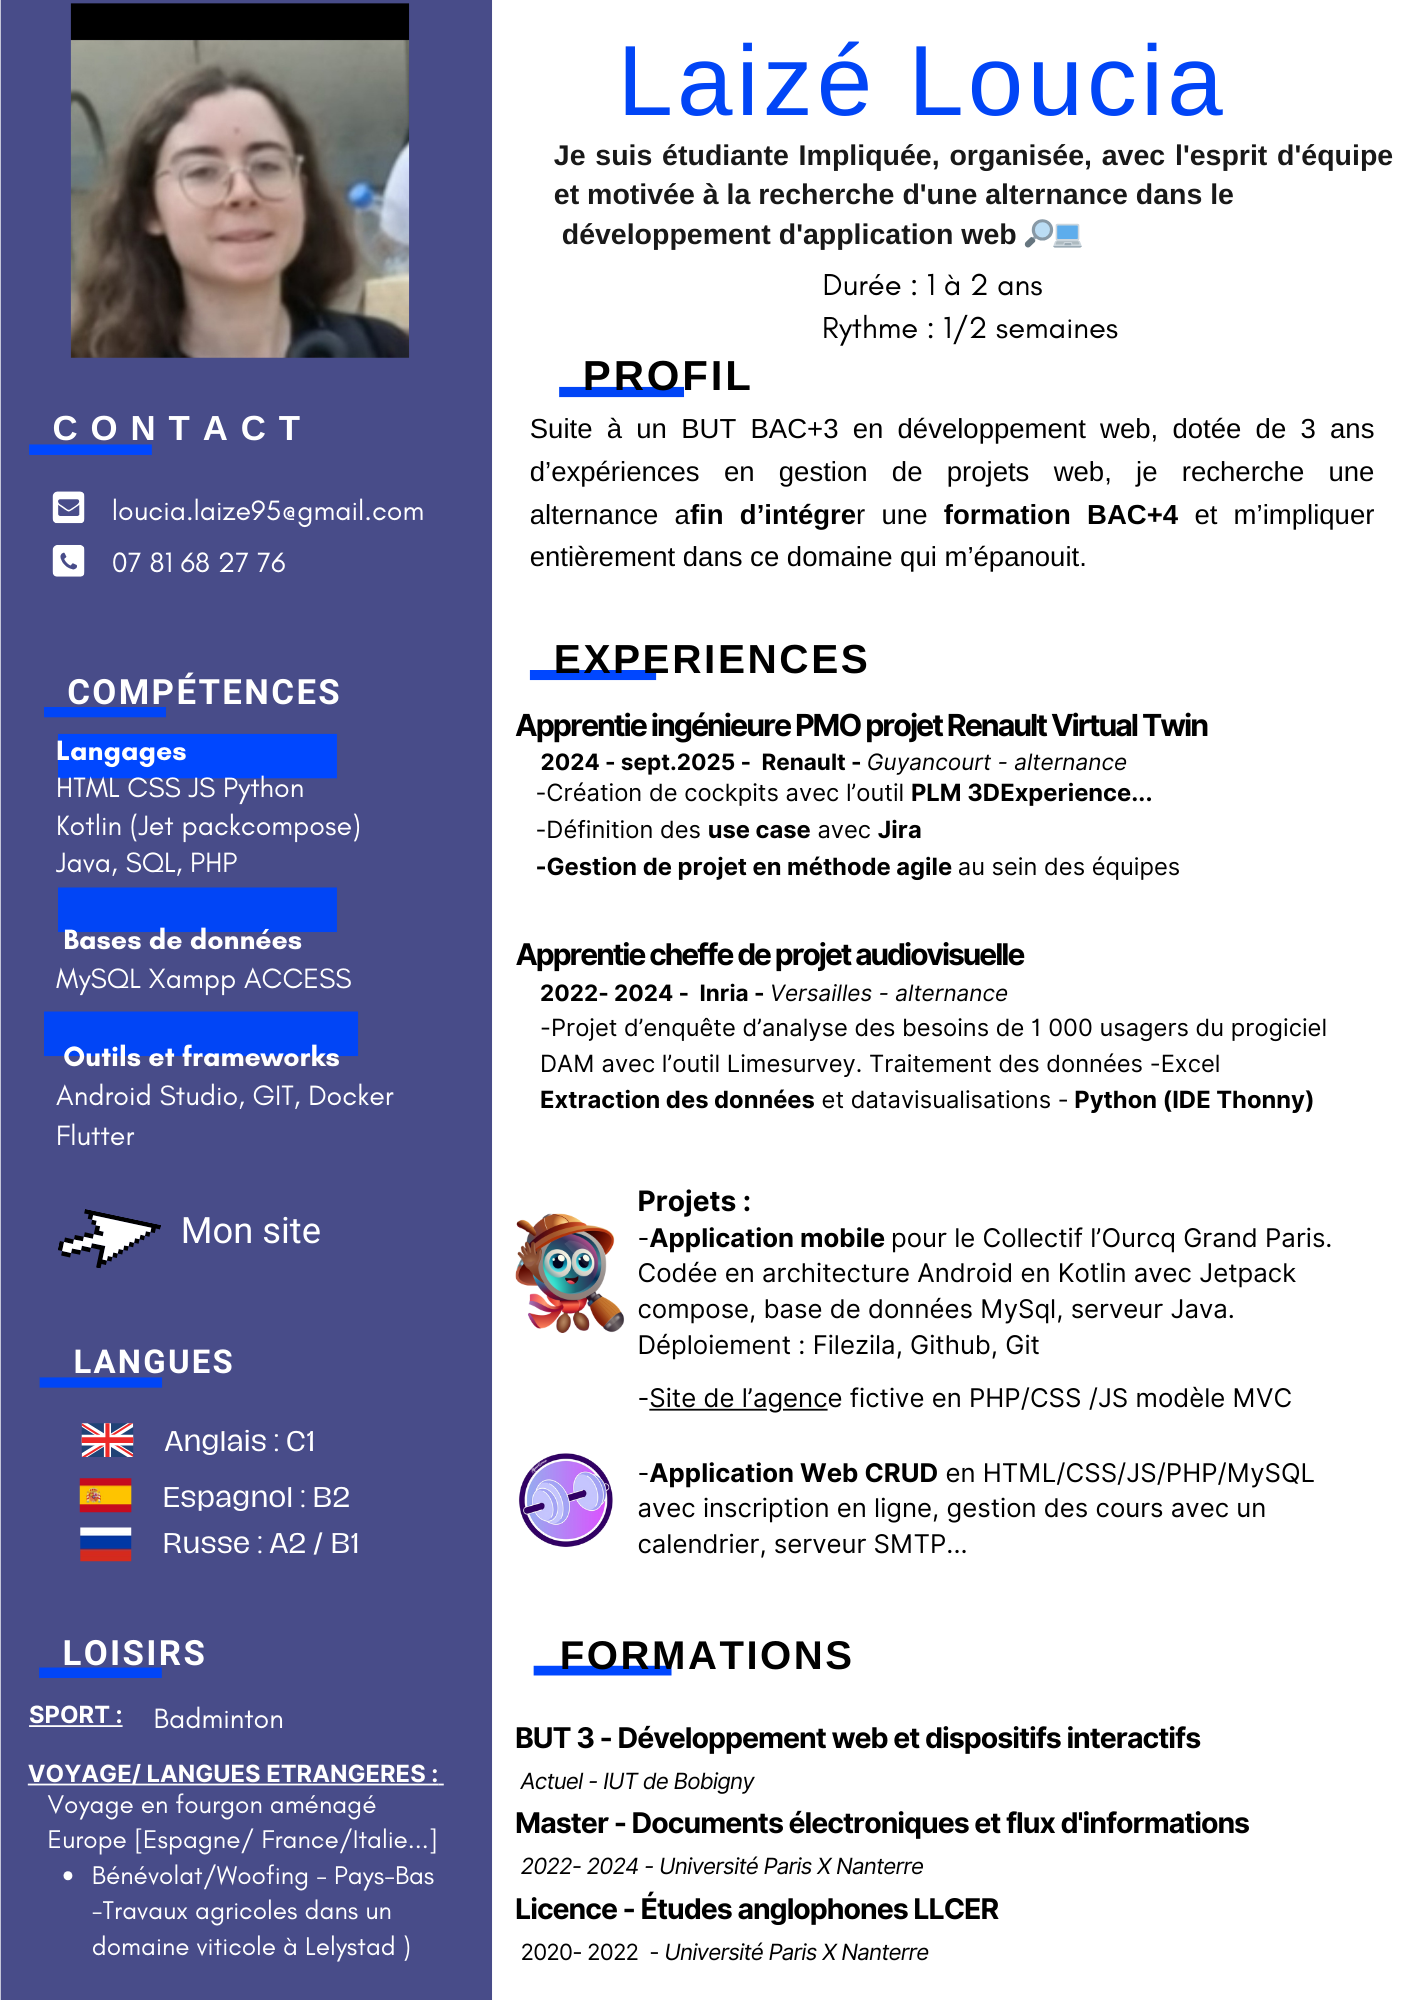 Laizé Loucia
Je suis étudiante Impliquée, organisée, avec l'esprit d'équipe
et motivée à la recherche d'une alternance dans le
développement d'application web
Durée : 1 à 2 ans
Rythme : 1/2 semaines
PROFIL
Suite à un BUT BAC+3 en développement web, dotée de 3 ans
d’expériences en gestion de projets web, je recherche une
alternance afin d’intégrer une formation BAC+4 et m’impliquer
entièrement dans ce domaine qui m’épanouit.
EXPERIENCES
Apprentie ingénieure PMO projet Renault Virtual Twin
2024 - sept.2025 - Renault - Guyancourt - alternance
-Création de cockpits avec l’outil PLM 3DExperience...
-Définition des use case avec Jira
-Gestion de projet en méthode agile au sein des équipes
Apprentie cheffe de projet audiovisuelle
2022- 2024 - Inria - Versailles - alternance
-Projet d’enquête d’analyse des besoins de 1 000 usagers du progiciel
DAM avec l’outil Limesurvey. Traitement des données -Excel
Extraction des données et datavisualisations - Python (IDE Thonny)
Projets :
-Application mobile pour le Collectif l’Ourcq Grand Paris.
Codée en architecture Android en Kotlin avec Jetpack
compose, base de données MySql, serveur Java.
Déploiement : Filezila, Github, Git
-Site de l’agence fictive en PHP/CSS /JS modèle MVC
-Application Web CRUD en HTML/CSS/JS/PHP/MySQL
avec inscription en ligne, gestion des cours avec un
calendrier, serveur SMTP...
FORMATIONS
BUT 3 - Développement web et dispositifs interactifs
Actuel - IUT de Bobigny
Master - Documents électroniques et flux d'informations
2022- 2024 - Université Paris X Nanterre
Licence - Études anglophones LLCER
2020- 2022 - Université Paris X Nanterre
CONTACT
loucia.laize95@gmail.com
07 81 68 27 76
COMPÉTENCES
Langages
HTML CSS JS Python
Kotlin (Jet packcompose)
Java, SQL, PHP
Bases de données
MySQL Xampp ACCESS
Outils et frameworks
Android Studio, GIT, Docker
Flutter
Mon site
LANGUES
Anglais : C1
Espagnol : B2
Russe : A2 / B1
LOISIRS
SPORT : Badminton
VOYAGE/ LANGUES ETRANGERES :
Voyage en fourgon aménagé
Europe [Espagne/ France/Italie...]
• Bénévolat/Woofing - Pays-Bas
-Travaux agricoles dans un
domaine viticole à Lelystad )